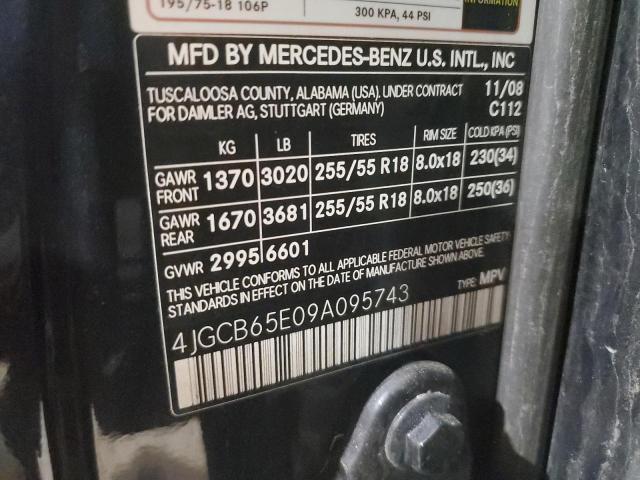 195/75-18 106P
300 KPA, 44 PSI
INFORMATION
MFD BY MERCEDES-BENZ U.S. INTL., INC
TUSCALOOSA COUNTY, ALABAMA (USA). UNDER CONTRACT 11/08
FOR DAIMLER AG, STUTTGART (GERMANY) C112
KG LB TIRES RIM SIZE COLD KPA (PSI)
GAWR FRONT 1370 3020 255/55 R18 8.0x18 230(34)
GAWR REAR 1670 3681 255/55 R18 8.0x18 250(36)
GVWR 2995 6601
THIS VEHICLE CONFORMS TO ALL APPLICABLE FEDERAL MOTOR VEHICLE SAFETY
BUMPER STANDARDS IN EFFECT ON THE DATE OF MANUFACTURE SHOWN ABOVE.
TYPE: MPV
4JGCB65E09A095743